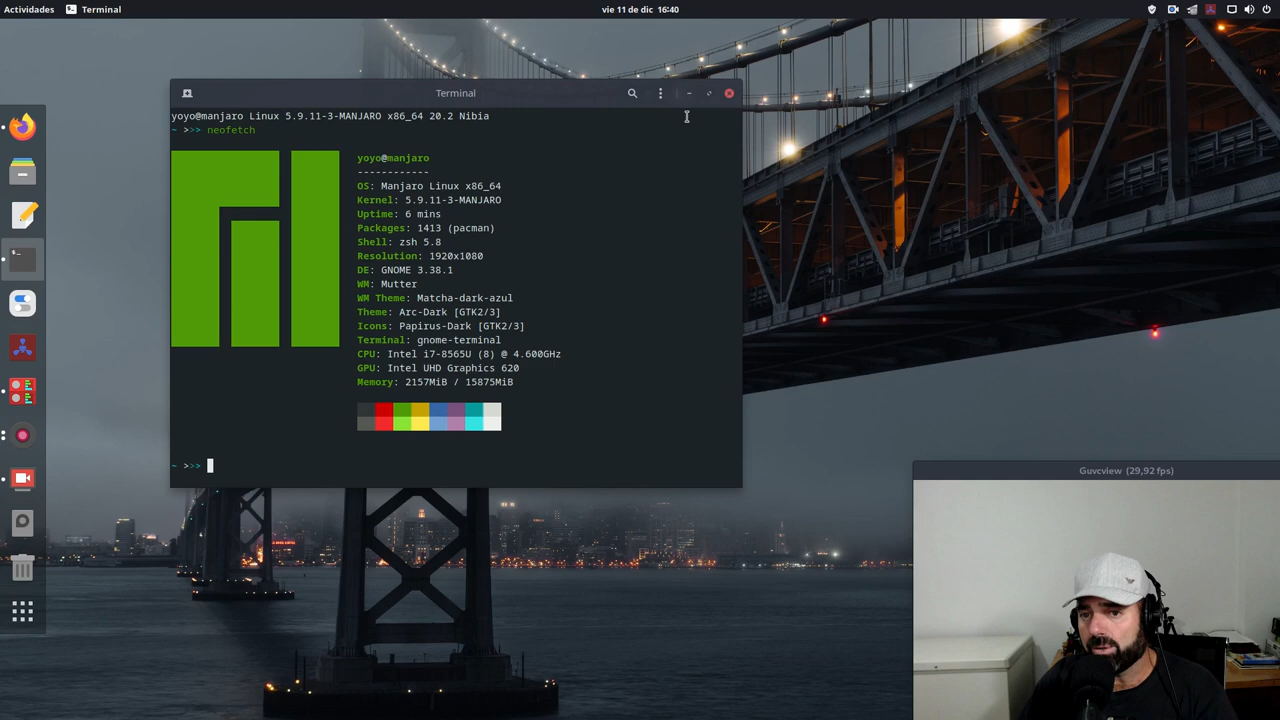 Actividades Terminal vie 11 de dic 16:40
Terminal
yoyo@manjaro Linux 5.9.11-3-MANJARO x86_64 20.2 Nibia
~ >>> neofetch
yoyo@manjaro
------------
OS: Manjaro Linux x86_64
Kernel: 5.9.11-3-MANJARO
Uptime: 6 mins
Packages: 1413 (pacman)
Shell: zsh 5.8
Resolution: 1920x1080
DE: GNOME 3.38.1
WM: Mutter
WM Theme: Matcha-dark-azul
Theme: Arc-Dark [GTK2/3]
Icons: Papirus-Dark [GTK2/3]
Terminal: gnome-terminal
CPU: Intel i7-8565U (8) @ 4.600GHz
GPU: Intel UHD Graphics 620
Memory: 2157MiB / 15875MiB
~ >>>
Guvcview (29,92 fps)